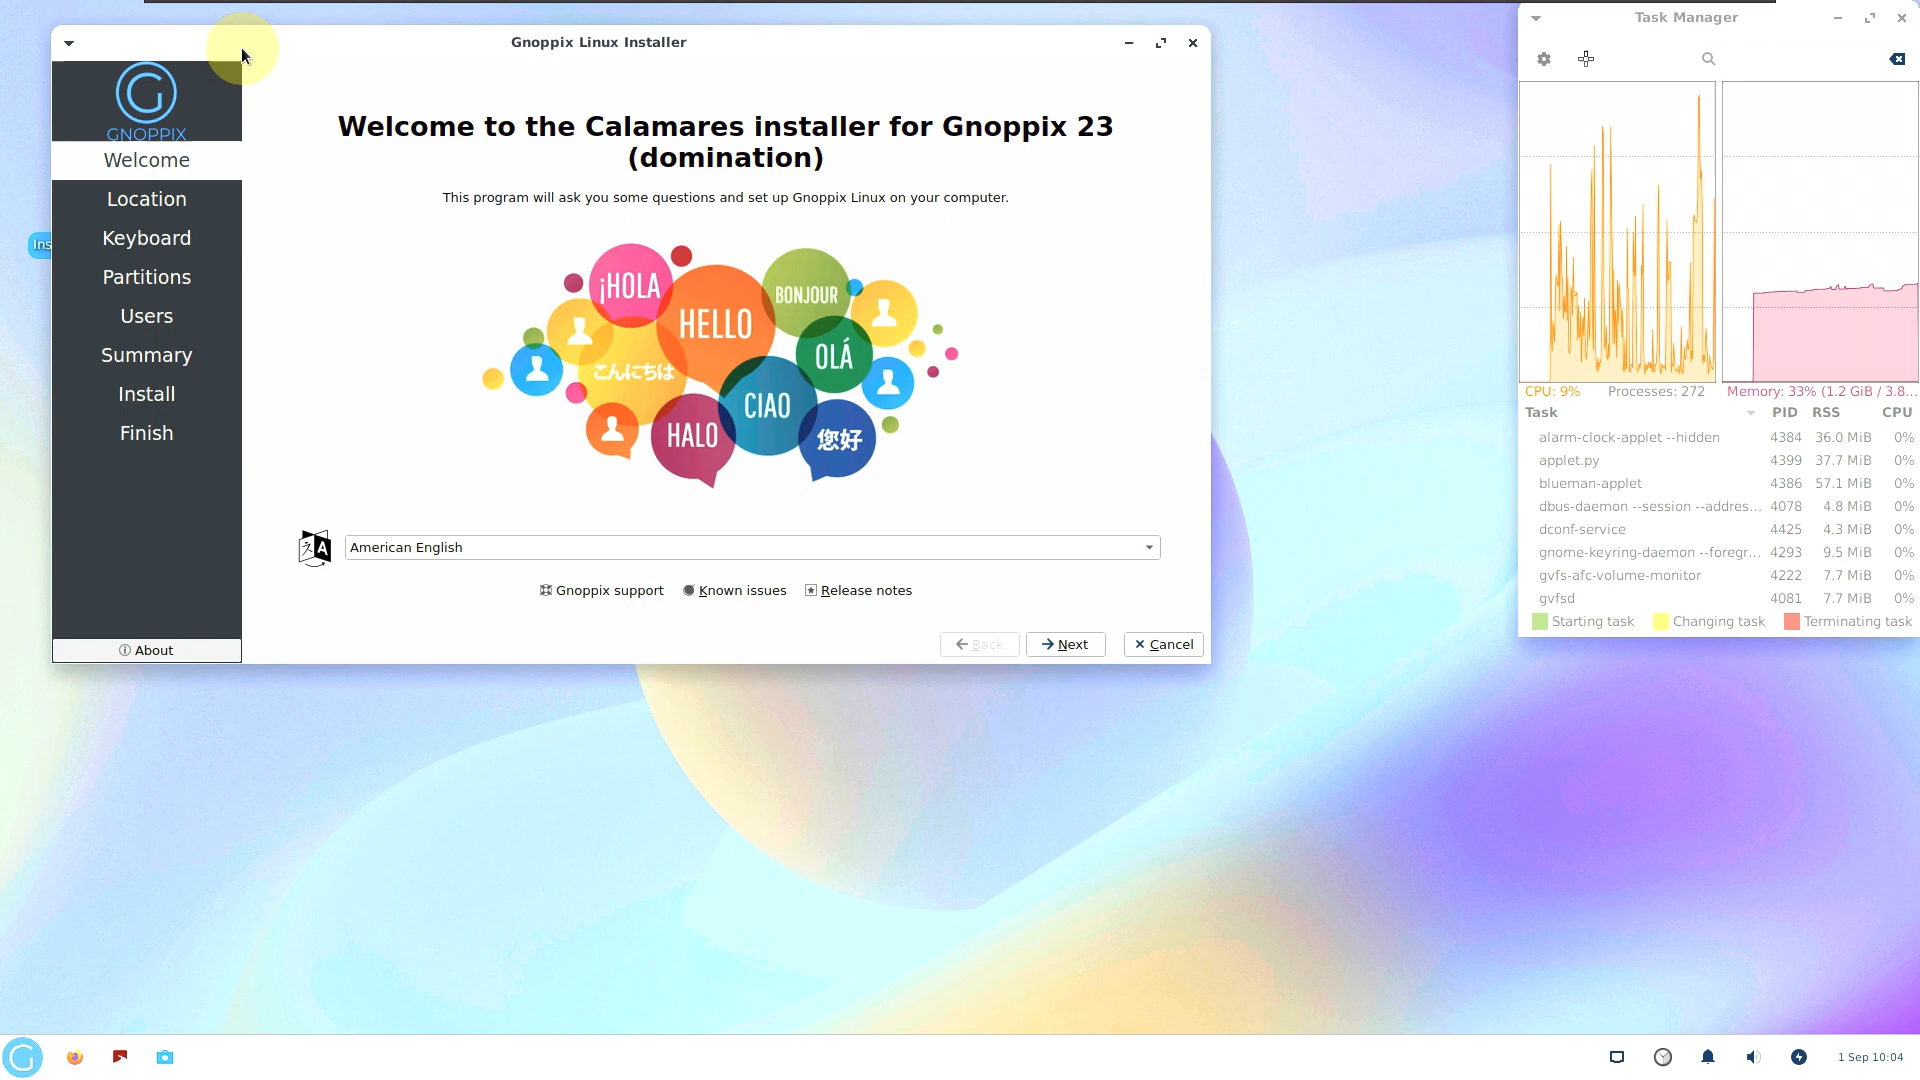 Gnoppix Linux Installer
GNOPPIX
Welcome
Location
Keyboard
Partitions
Users
Summary
Install
Finish
About
Ins
Welcome to the Calamares installer for Gnoppix 23
(domination)
This program will ask you some questions and set up Gnoppix Linux on your computer.
¡HOLA
HELLO
BONJOUR
こんにちは
OLÁ
CIAO
HALO
您好
American English
Gnoppix support Known issues Release notes
Back Next Cancel
Task Manager
CPU: 9% Processes: 272 Memory: 33% (1.2 GiB / 3.8...
Task PID RSS CPU
alarm-clock-applet --hidden 4384 36.0 MiB 0%
applet.py 4399 37.7 MiB 0%
blueman-applet 4386 57.1 MiB 0%
dbus-daemon --session --addres... 4078 4.8 MiB 0%
dconf-service 4425 4.3 MiB 0%
gnome-keyring-daemon --foregr... 4293 9.5 MiB 0%
gvfs-afc-volume-monitor 4222 7.7 MiB 0%
gvfsd 4081 7.7 MiB 0%
Starting task Changing task Terminating task
1 Sep 10:04